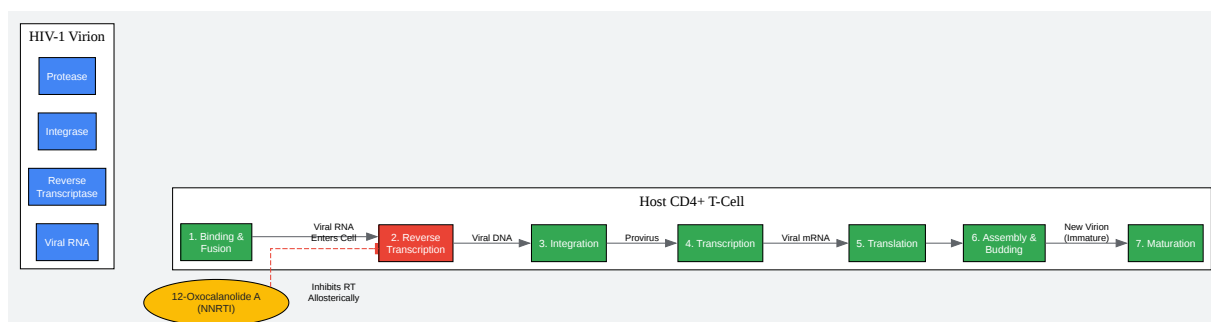 HIV-1 Virion
Protease
Integrase
Reverse
Transcriptase
Viral RNA
Host CD4+ T-Cell
1. Binding &
Fusion
Viral RNA
Enters Cell
2. Reverse
Transcription
Viral DNA
3. Integration
Provirus
4. Transcription
Viral mRNA
5. Translation
6. Assembly &
Budding
New Virion
(Immature)
7. Maturation
12-Oxocalanolide A
(NNRTI)
Inhibits RT
Allosterically